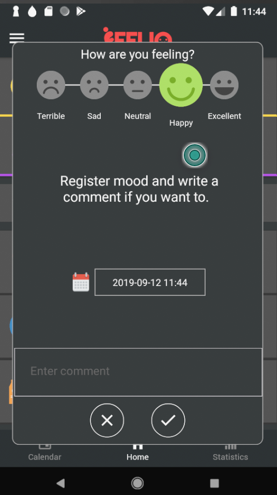 11:44
iFEELIO
How are you feeling?
Terrible
Sad
Neutral
Happy
Excellent
Register mood and write a
comment if you want to.
2019-09-12 11:44
Enter comment
Calendar
Home
Statistics